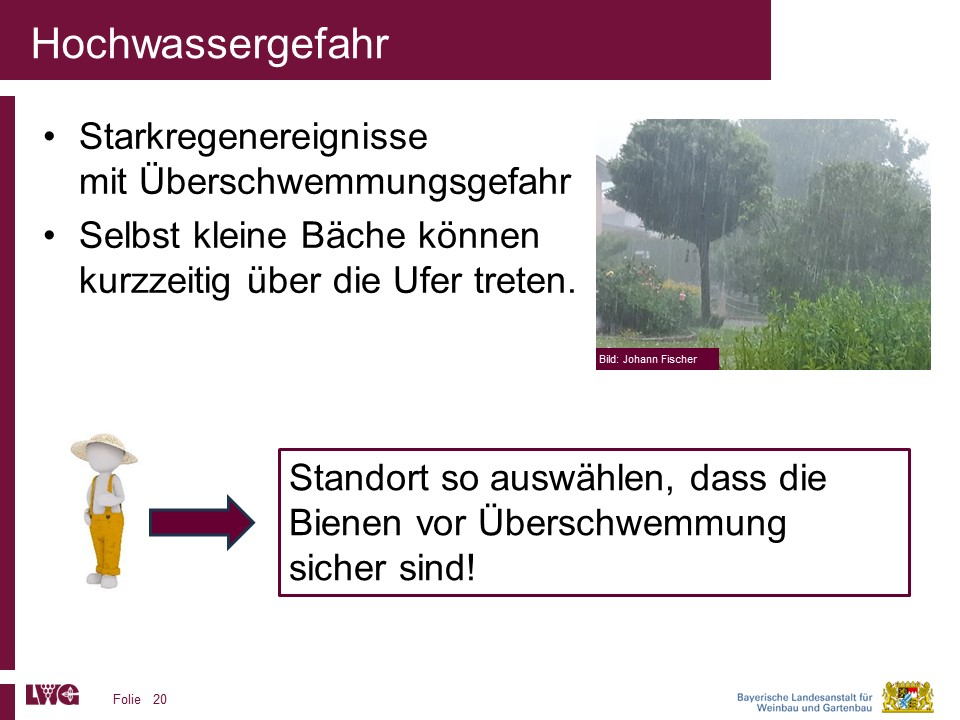 Hochwassergefahr
• Starkregenereignisse
mit Überschwemmungsgefahr
• Selbst kleine Bäche können
kurzzeitig über die Ufer treten.
Bild: Johann Fischer
Standort so auswählen, dass die
Bienen vor Überschwemmung
sicher sind!
LWG
Folie 20
Bayerische Landesanstalt für
Weinbau und Gartenbau